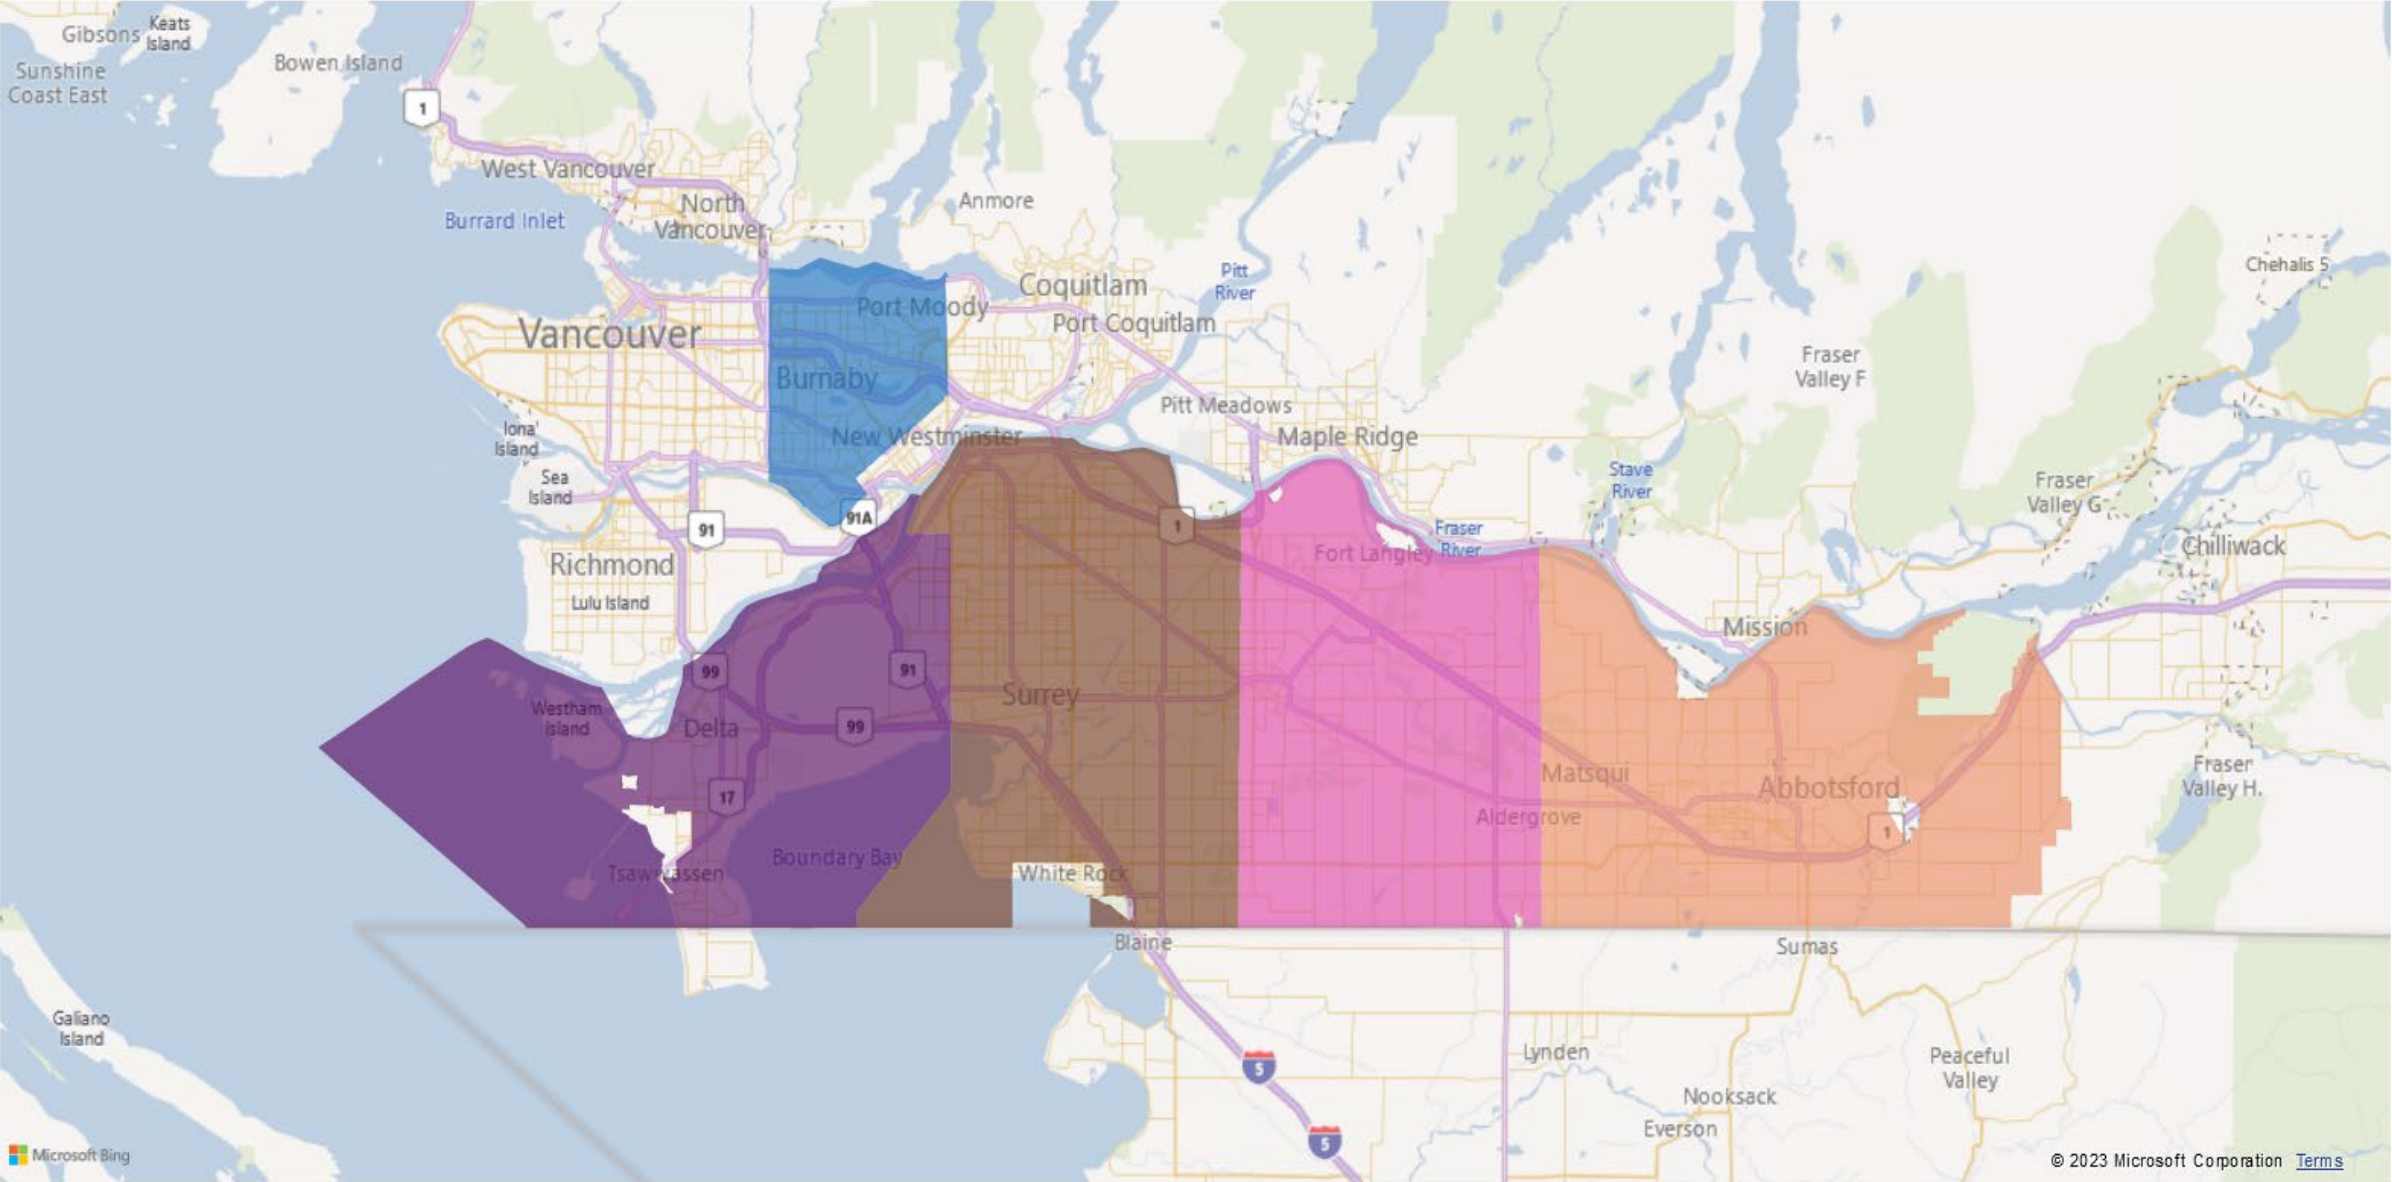 Gibsons
Keats
Island
Bowen Island
Sunshine
Coast East
1
West Vancouver
North
Vancouver
Burrard Inlet
Anmore
Pitt
River
Coquitlam
Port Moody
Port Coquitlam
Vancouver
Burnaby
Chehalis 5
Fraser
Valley F
Pitt Meadows
New Westminster
Maple Ridge
Iona
Island
Sea
Island
Stave
River
Fraser
Valley G
91
91A
1
Fraser
River
Fort Langley
Chilliwack
Richmond
Lulu Island
Mission
99
91
Surrey
Westham
Island
Delta
99
Matsqui
Abbotsford
Fraser
Valley H.
17
Aldergrove
1
Boundary Bay
Tsawwassen
White Rock
Blaine
Sumas
Galiano
Island
5
Lynden
Peaceful
Valley
Nooksack
Everson
5
Microsoft Bing
© 2023 Microsoft Corporation Terms